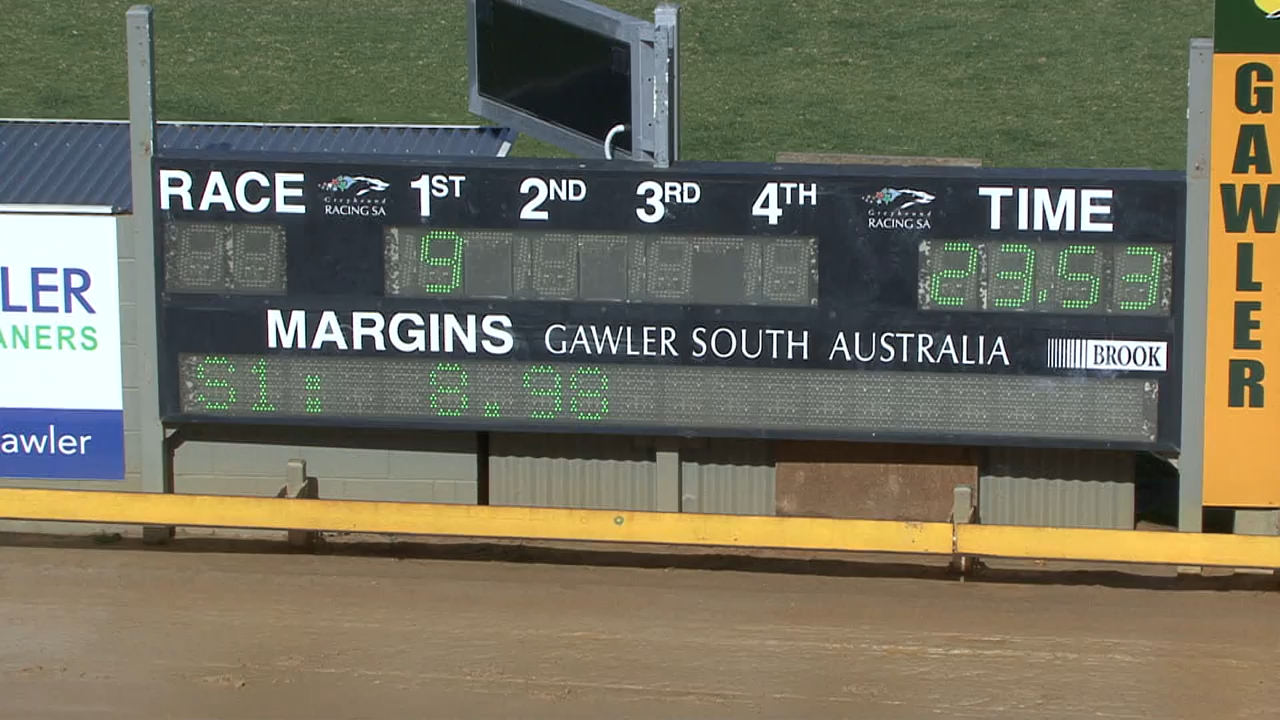 RACE
Greyhound
RACING SA
1ST
2ND
3RD
4TH
Greyhound
RACING SA
TIME
9
23.53
MARGINS
GAWLER SOUTH AUSTRALIA
BROOK
S1: 8.98
LER
ANERS
awler
GAWLER